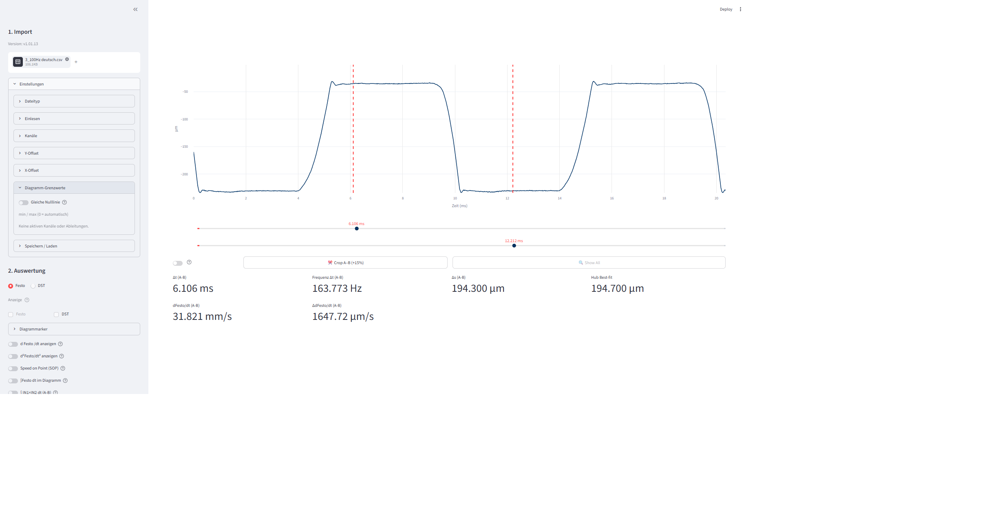 Deploy
1. Import
Version: v1.01.13
3_100Hz deutsch.csv
106.1KB
Einstellungen
Dateityp
Einlesen
Kanäle
Y-Offset
X-Offset
Diagramm-Grenzwerte
Gleiche Nulllinie
min / max (0 = automatisch)
Keine aktiven Kanäle oder Ableitungen.
Speichern / Laden
2. Auswertung
Festo DST
Anzeige
Festo DST
Diagrammarker
d Festo /dt anzeigen
d²Festo/dt² anzeigen
Speed on Point (SOP)
∫Festo dt im Diagramm
∫ IN1×IN2 dt (A-B)
−50
−100
−150
−200
µm
0 2 4 6 8 10 12 14 16 18 20
Zeit (ms)
6.106 ms
12.212 ms
Crop A–B (+15%)
Show All
Δt (A-B) Frequenz Δt (A-B) Δs (A-B) Hub Best-fit
6.106 ms 163.773 Hz 194.300 µm 194.700 µm
dFesto/dt (A-B) ΔdFesto/dt (A-B)
31.821 mm/s 1647.72 µm/s